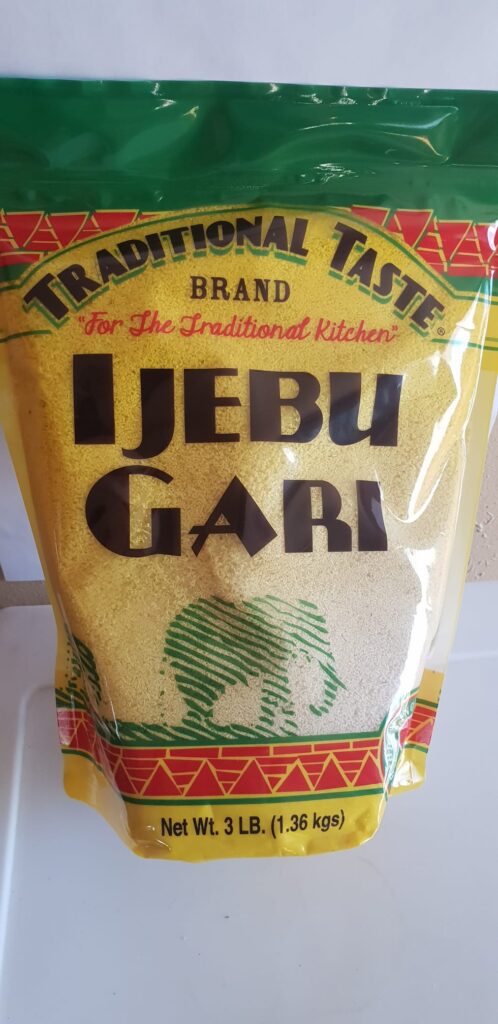 TRADITIONAL TASTE®
BRAND
"For The Traditional Kitchen"
IJEBU
GARI
Net Wt. 3 LB. (1.36 kgs)